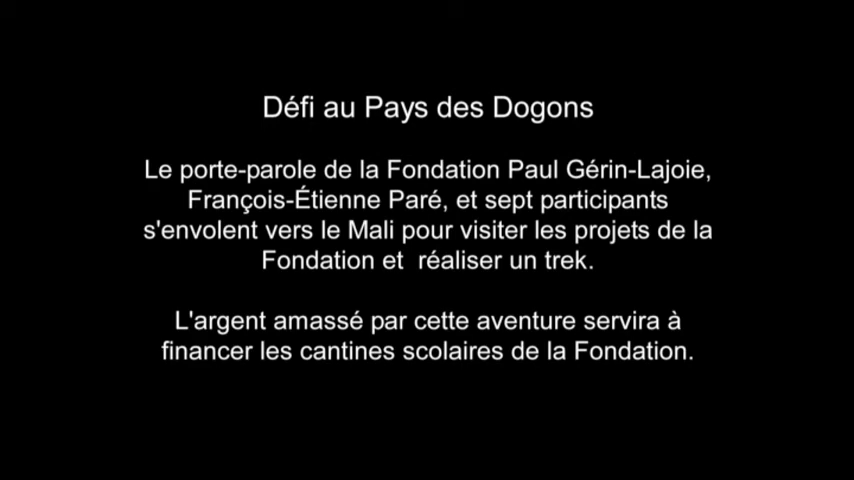 Défi au Pays des Dogons
Le porte-parole de la Fondation Paul Gérin-Lajoie,
François-Étienne Paré, et sept participants
s'envolent vers le Mali pour visiter les projets de la
Fondation et  réaliser un trek.
L'argent amassé par cette aventure servira à
financer les cantines scolaires de la Fondation.